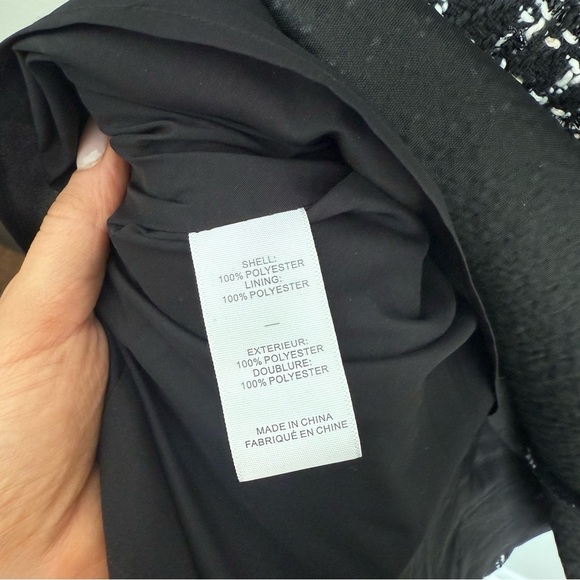 SHELL:
100% POLYESTER
LINING:
100% POLYESTER
—
EXTERIEUR:
100% POLYESTER
DOUBLURE:
100% POLYESTER
MADE IN CHINA
FABRIQUÉ EN CHINE